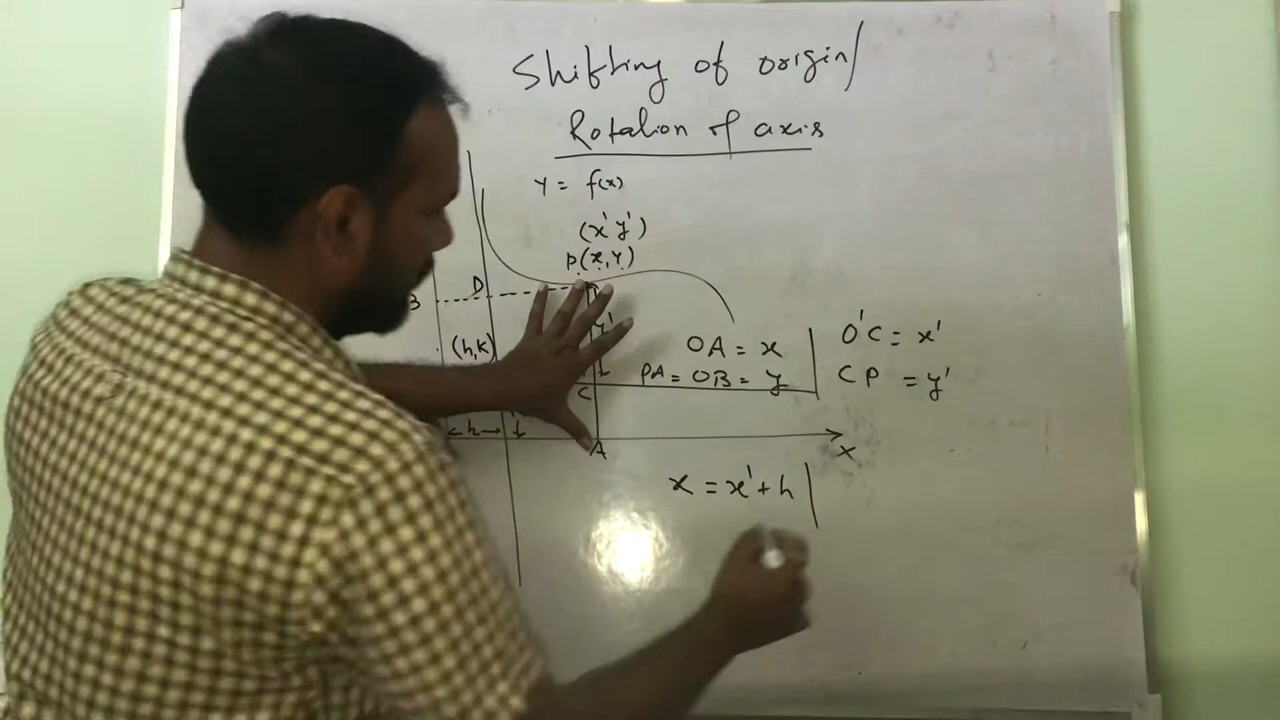 Shifting of origin/
Rotation of axis
Y = f(x)
(x' y')
P(x, Y)
B D
(h,k) y'
OA = x O'C = x'
PA = OB = y CP = y'
C
h
A X
x = x' + h